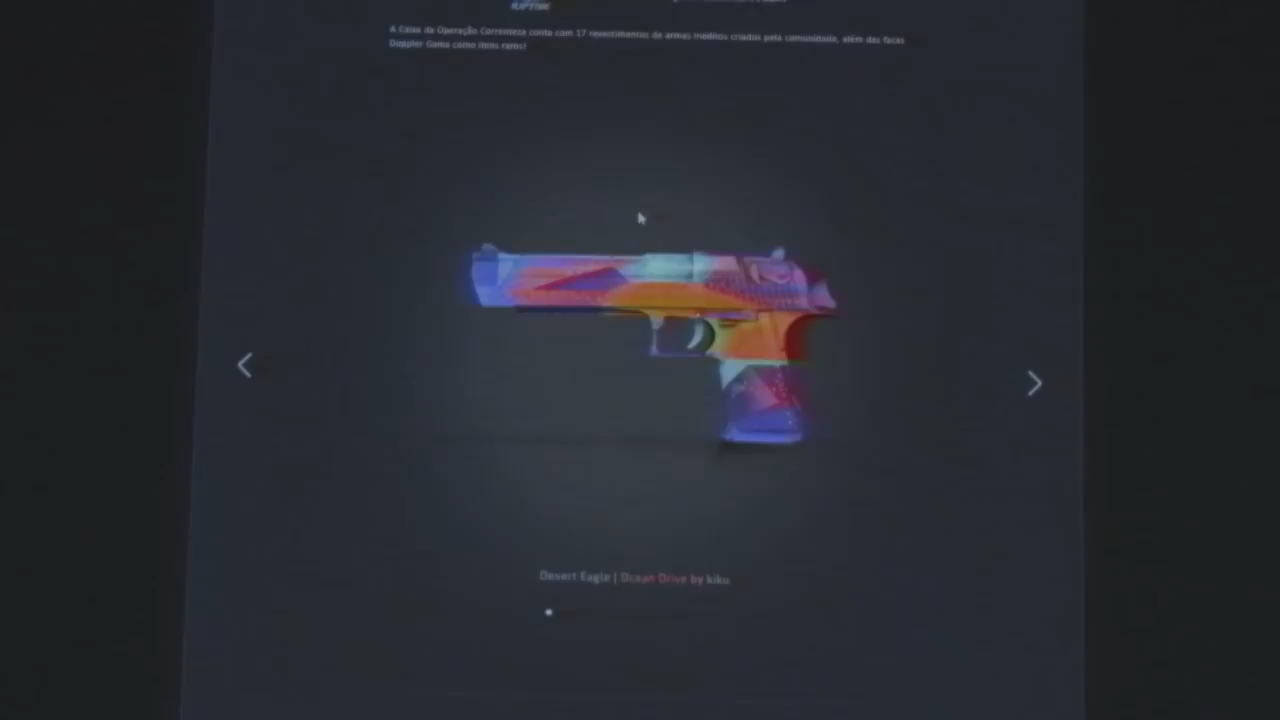 RIPTIDE
A Caixa da Operação Correnteza conta com 17 revestimentos de armas inéditos criados pela comunidade, além das facas
Doppler Gama como itens raros!
Desert Eagle | Ocean Drive by kiku